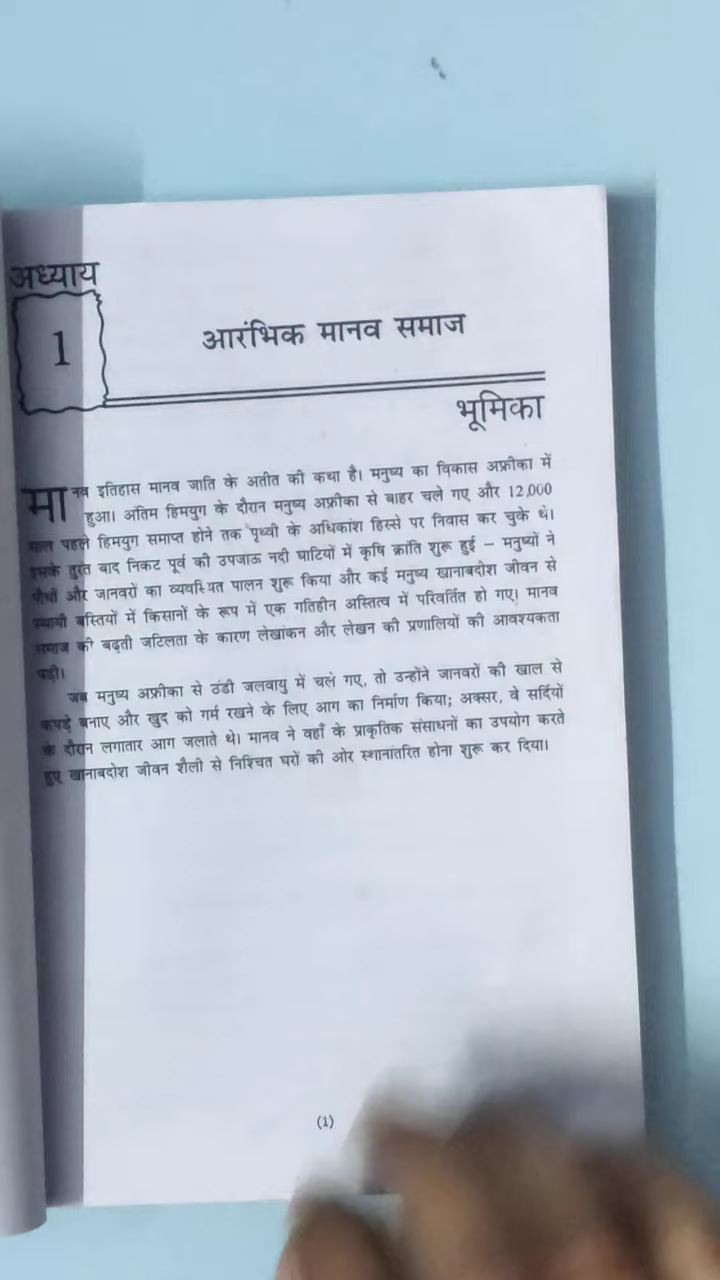 अध्याय
1
आरंभिक मानव समाज
भूमिका
मानव इतिहास मानव जाति के अतीत की कथा है। मनुष्य का विकास अफ्रीका में
हुआ। अंतिम हिमयुग के दौरान मनुष्य अफ्रीका से बाहर चले गए और 12,000
साल पहले हिमयुग समाप्त होने तक पृथ्वी के अधिकांश हिस्से पर निवास कर चुके थे।
इसके तुरंत बाद निकट पूर्व की उपजाऊ नदी घाटियों में कृषि क्रांति शुरू हुई – मनुष्यों ने
पौधों और जानवरों का व्यवस्थित पालन शुरू किया और कई मनुष्य खानाबदोश जीवन से
स्थायी बस्तियों में किसानों के रूप में एक गतिहीन अस्तित्व में परिवर्तित हो गए। मानव
समाज की बढ़ती जटिलता के कारण लेखांकन और लेखन की प्रणालियों की आवश्यकता
पड़ी।
जब मनुष्य अफ्रीका से ठंडी जलवायु में चले गए, तो उन्होंने जानवरों की खाल से
कपड़े बनाए और खुद को गर्म रखने के लिए आग का निर्माण किया; अक्सर, वे सर्दियों
के दौरान लगातार आग जलाते थे। मानव ने वहाँ के प्राकृतिक संसाधनों का उपयोग करते
हुए खानाबदोश जीवन शैली से निश्चित घरों की ओर स्थानांतरित होना शुरू कर दिया।
(1)